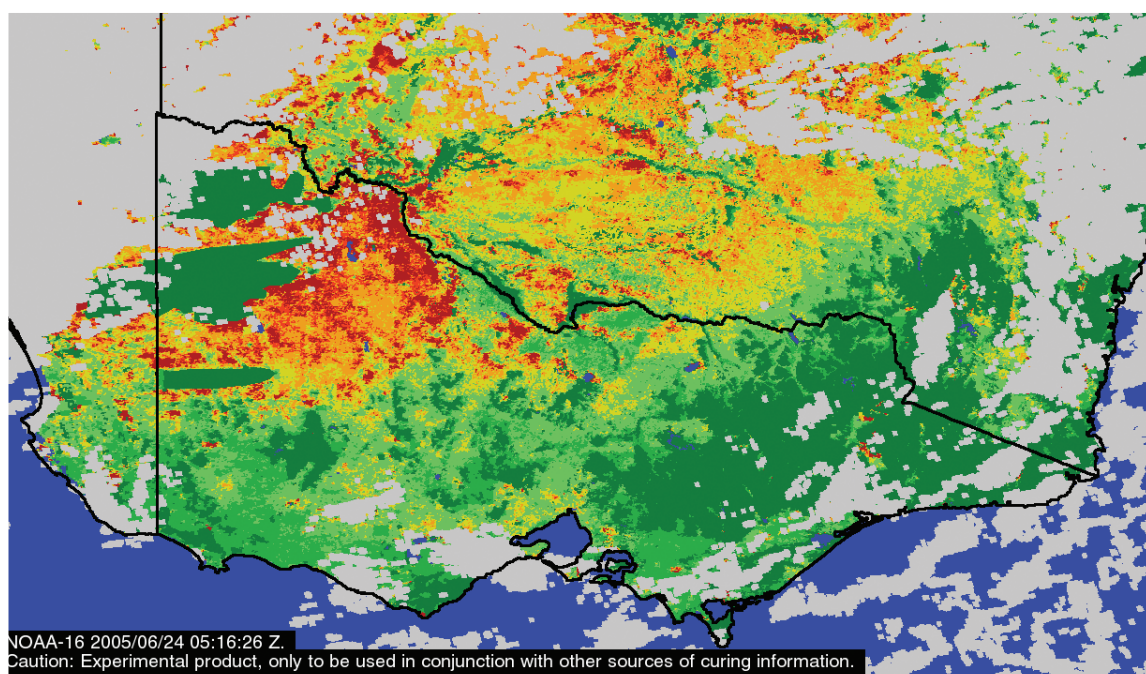 NOAA-16 2005/06/24 05:16:26 Z.
Caution: Experimental product, only to be used in conjunction with other sources of curing information.